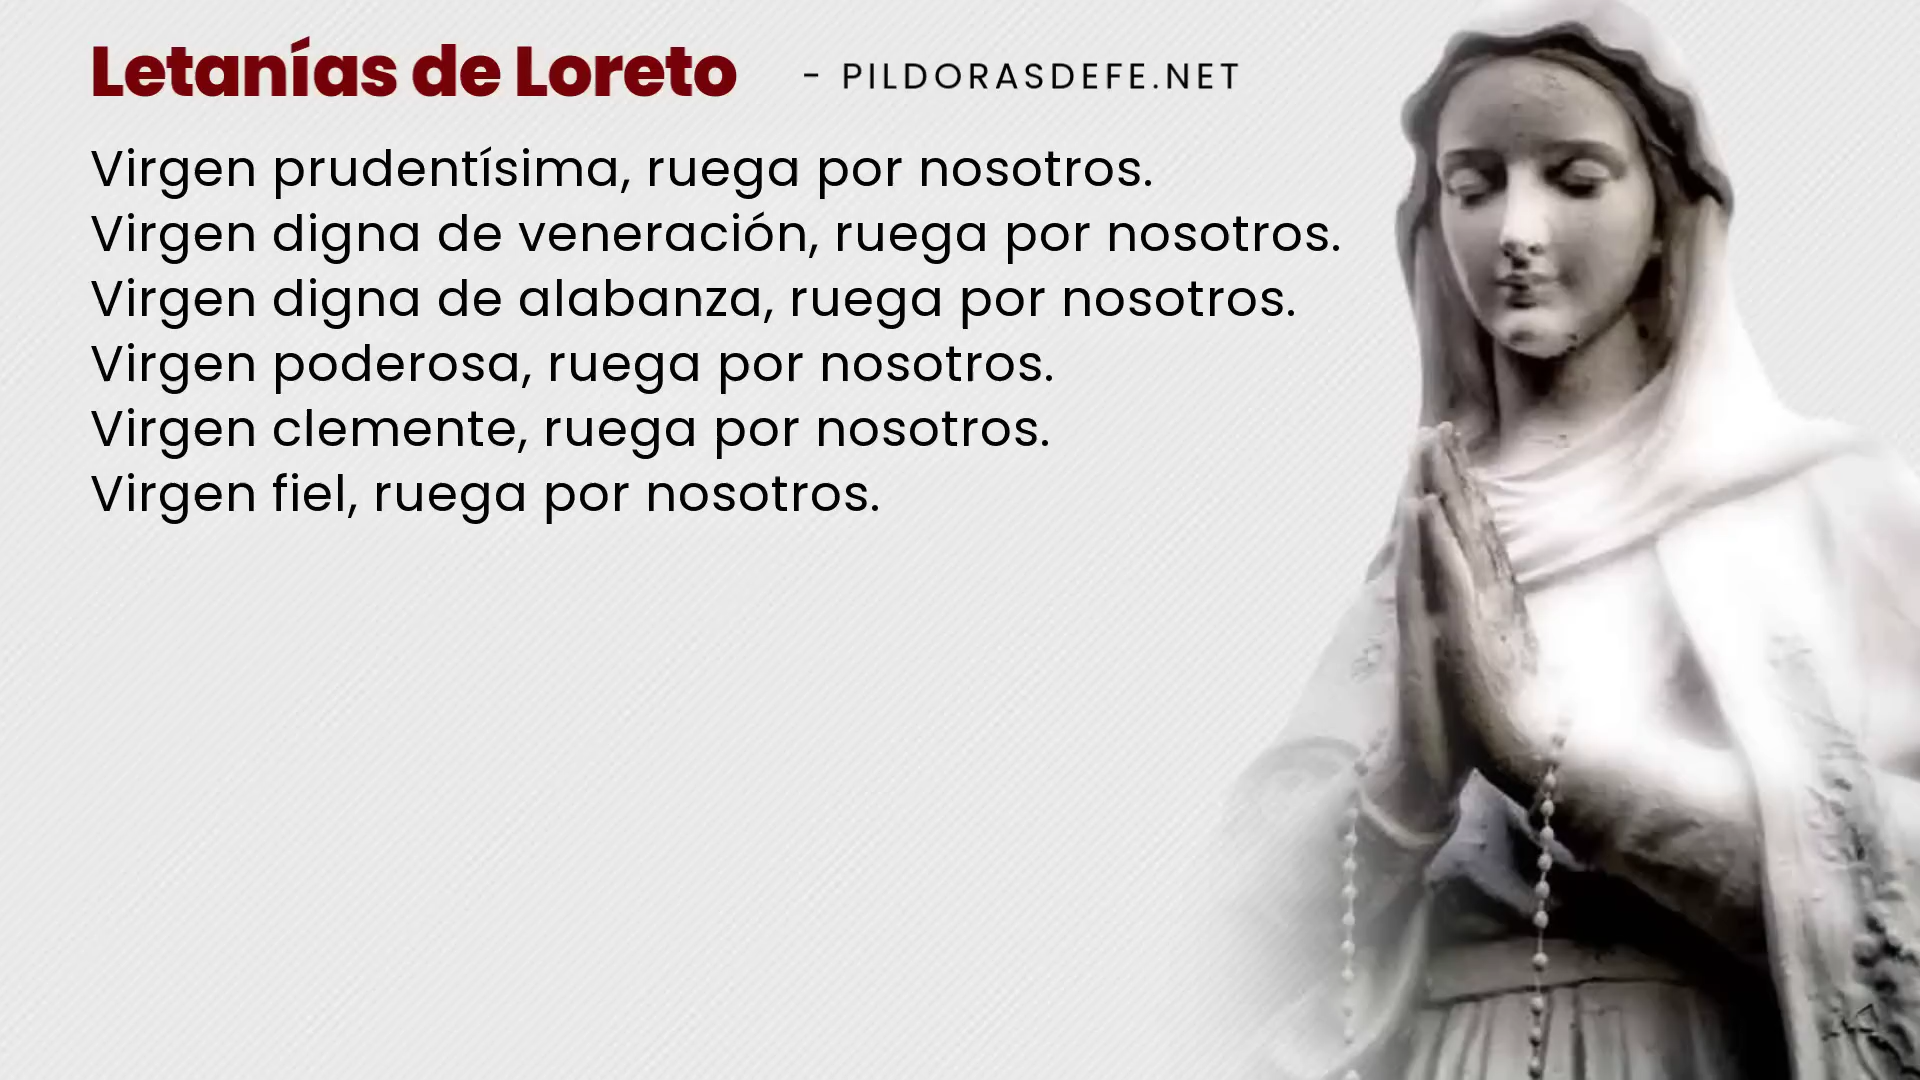 Letanías de Loreto - PILDORASDEFE.NET
Virgen prudentísima, ruega por nosotros.
Virgen digna de veneración, ruega por nosotros.
Virgen digna de alabanza, ruega por nosotros.
Virgen poderosa, ruega por nosotros.
Virgen clemente, ruega por nosotros.
Virgen fiel, ruega por nosotros.